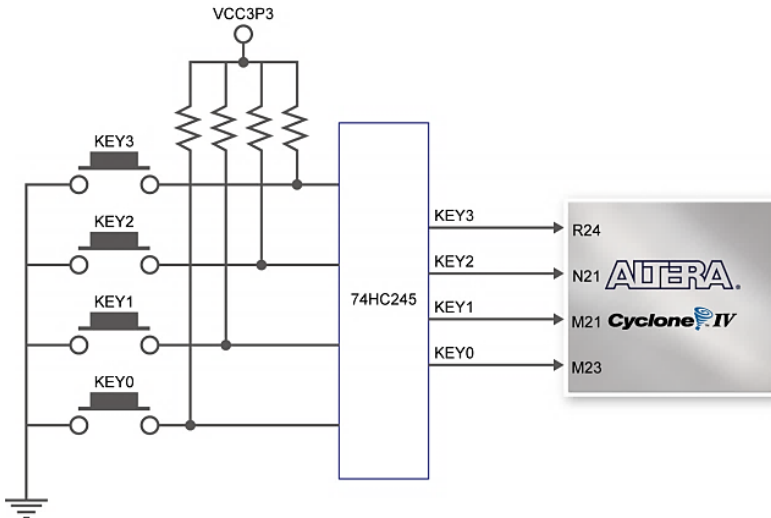 VCC3P3
KEY3
KEY2
KEY1
KEY0
74HC245
KEY3
KEY2
KEY1
KEY0
R24
N21
M21
M23
ALTERA.
Cyclone IV